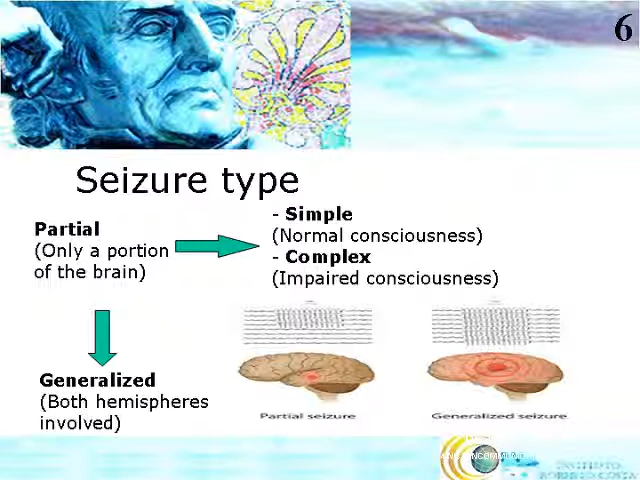 6
Seizure type
Partial
(Only a portion
of the brain)
- Simple
(Normal consciousness)
- Complex
(Impaired consciousness)
Generalized
(Both hemispheres
involved)
Partial seizure
Generalized seizure